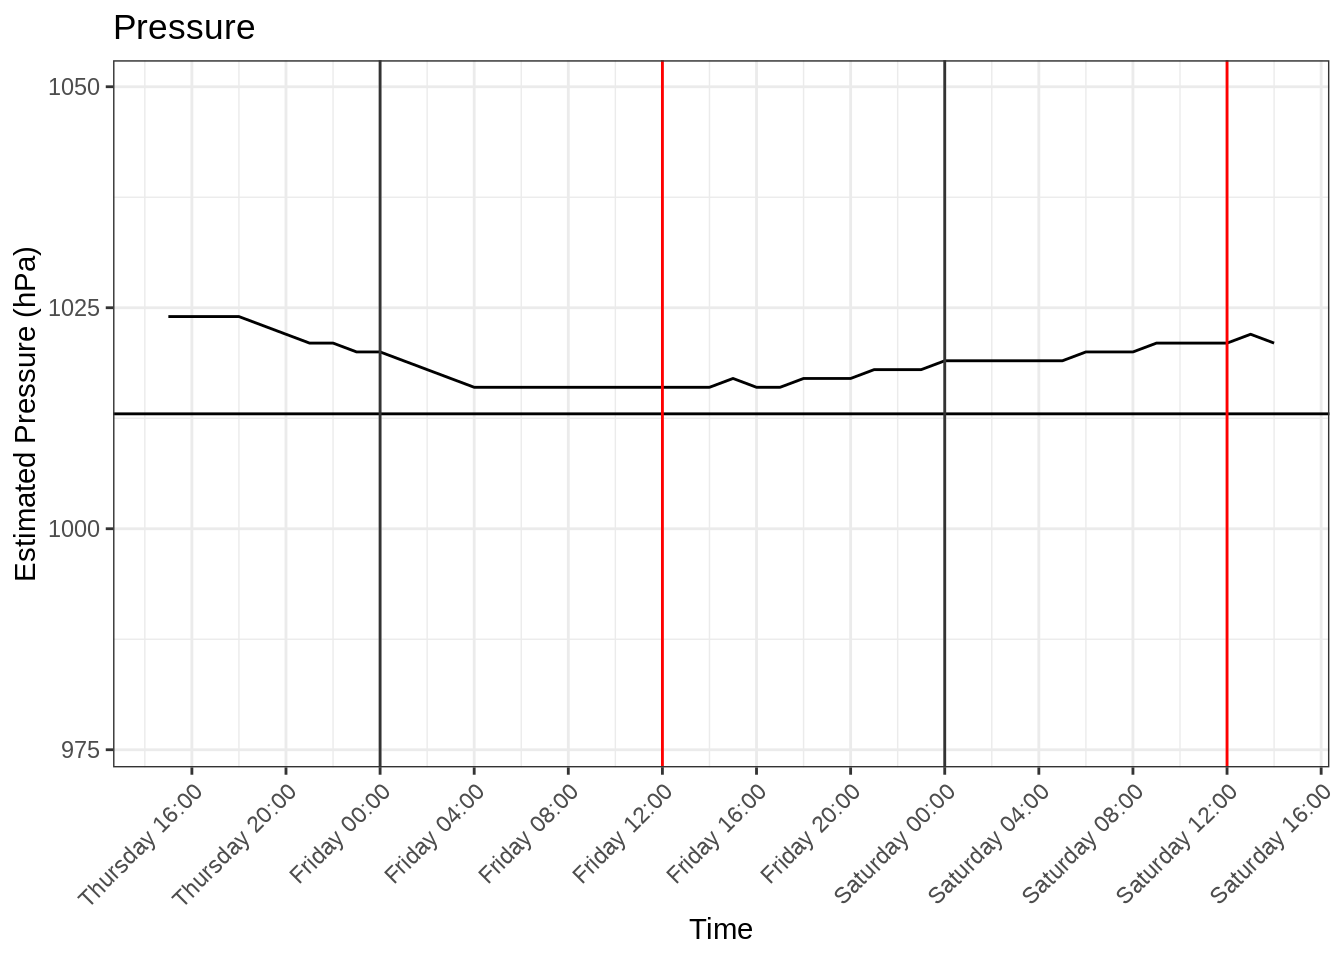 Pressure
Estimated Pressure (hPa)
1050
1025
1000
975
Thursday 16:00
Thursday 20:00
Friday 00:00
Friday 04:00
Friday 08:00
Friday 12:00
Friday 16:00
Friday 20:00
Saturday 00:00
Saturday 04:00
Saturday 08:00
Saturday 12:00
Saturday 16:00
Time